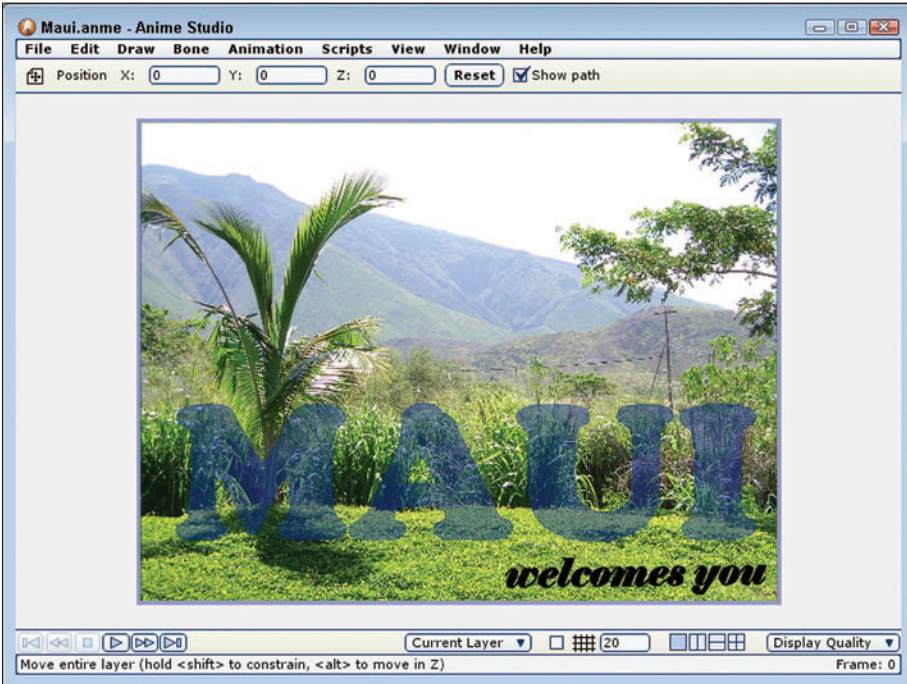 Maui.anme - Anime Studio
File Edit Draw Bone Animation Scripts View Window Help
Position X: 0 Y: 0 Z: 0 Reset Show path
MAUI
welcomes you
Current Layer 20 Display Quality
Move entire layer (hold <shift> to constrain, <alt> to move in Z) Frame: 0